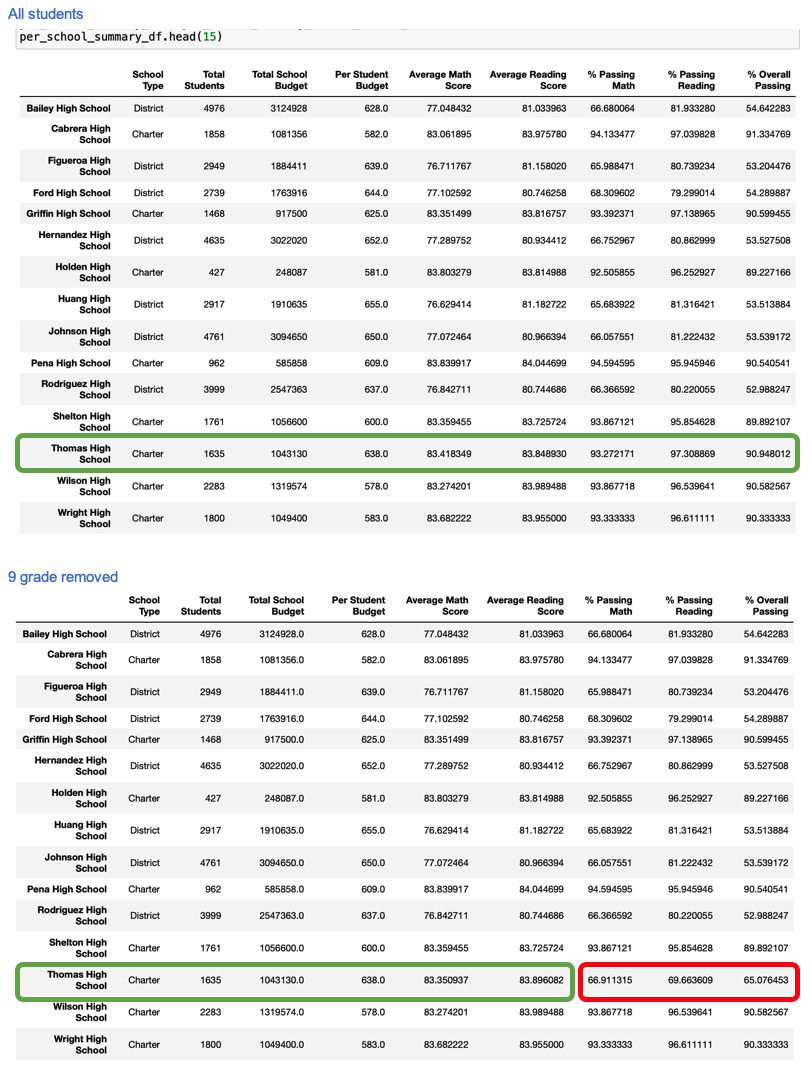 All students
per_school_summary_df.head(15)
School Type Total Students Total School Budget Per Student Budget Average Math Score Average Reading Score % Passing Math % Passing Reading % Overall Passing
Bailey High School District 4976 3124928 628.0 77.048432 81.033963 66.680064 81.933280 54.642283
Cabrera High School Charter 1858 1081356 582.0 83.061895 83.975780 94.133477 97.039828 91.334769
Figueroa High School District 2949 1884411 639.0 76.711767 81.158020 65.988471 80.739234 53.204476
Ford High School District 2739 1763916 644.0 77.102592 80.746258 68.309602 79.299014 54.289887
Griffin High School Charter 1468 917500 625.0 83.351499 83.816757 93.392371 97.138965 90.599455
Hernandez High School District 4635 3022020 652.0 77.289752 80.934412 66.752967 80.862999 53.527508
Holden High School Charter 427 248087 581.0 83.803279 83.814988 92.505855 96.252927 89.227166
Huang High School District 2917 1910635 655.0 76.629414 81.182722 65.683922 81.316421 53.513884
Johnson High School District 4761 3094650 650.0 77.072464 80.966394 66.057551 81.222432 53.539172
Pena High School Charter 962 585858 609.0 83.839917 84.044699 94.594595 95.945946 90.540541
Rodriguez High School District 3999 2547363 637.0 76.842711 80.744686 66.366592 80.220055 52.988247
Shelton High School Charter 1761 1056600 600.0 83.359455 83.725724 93.867121 95.854628 89.892107
Thomas High School Charter 1635 1043130 638.0 83.418349 83.848930 93.272171 97.308869 90.948012
Wilson High School Charter 2283 1319574 578.0 83.274201 83.989488 93.867718 96.539641 90.582567
Wright High School Charter 1800 1049400 583.0 83.682222 83.955000 93.333333 96.611111 90.333333
9 grade removed
School Type Total Students Total School Budget Per Student Budget Average Math Score Average Reading Score % Passing Math % Passing Reading % Overall Passing
Bailey High School District 4976 3124928.0 628.0 77.048432 81.033963 66.680064 81.933280 54.642283
Cabrera High School Charter 1858 1081356.0 582.0 83.061895 83.975780 94.133477 97.039828 91.334769
Figueroa High School District 2949 1884411.0 639.0 76.711767 81.158020 65.988471 80.739234 53.204476
Ford High School District 2739 1763916.0 644.0 77.102592 80.746258 68.309602 79.299014 54.289887
Griffin High School Charter 1468 917500.0 625.0 83.351499 83.816757 93.392371 97.138965 90.599455
Hernandez High School District 4635 3022020.0 652.0 77.289752 80.934412 66.752967 80.862999 53.527508
Holden High School Charter 427 248087.0 581.0 83.803279 83.814988 92.505855 96.252927 89.227166
Huang High School District 2917 1910635.0 655.0 76.629414 81.182722 65.683922 81.316421 53.513884
Johnson High School District 4761 3094650.0 650.0 77.072464 80.966394 66.057551 81.222432 53.539172
Pena High School Charter 962 585858.0 609.0 83.839917 84.044699 94.594595 95.945946 90.540541
Rodriguez High School District 3999 2547363.0 637.0 76.842711 80.744686 66.366592 80.220055 52.988247
Shelton High School Charter 1761 1056600.0 600.0 83.359455 83.725724 93.867121 95.854628 89.892107
Thomas High School Charter 1635 1043130.0 638.0 83.350937 83.896082 66.911315 69.663609 65.076453
Wilson High School Charter 2283 1319574.0 578.0 83.274201 83.989488 93.867718 96.539641 90.582567
Wright High School Charter 1800 1049400.0 583.0 83.682222 83.955000 93.333333 96.611111 90.333333